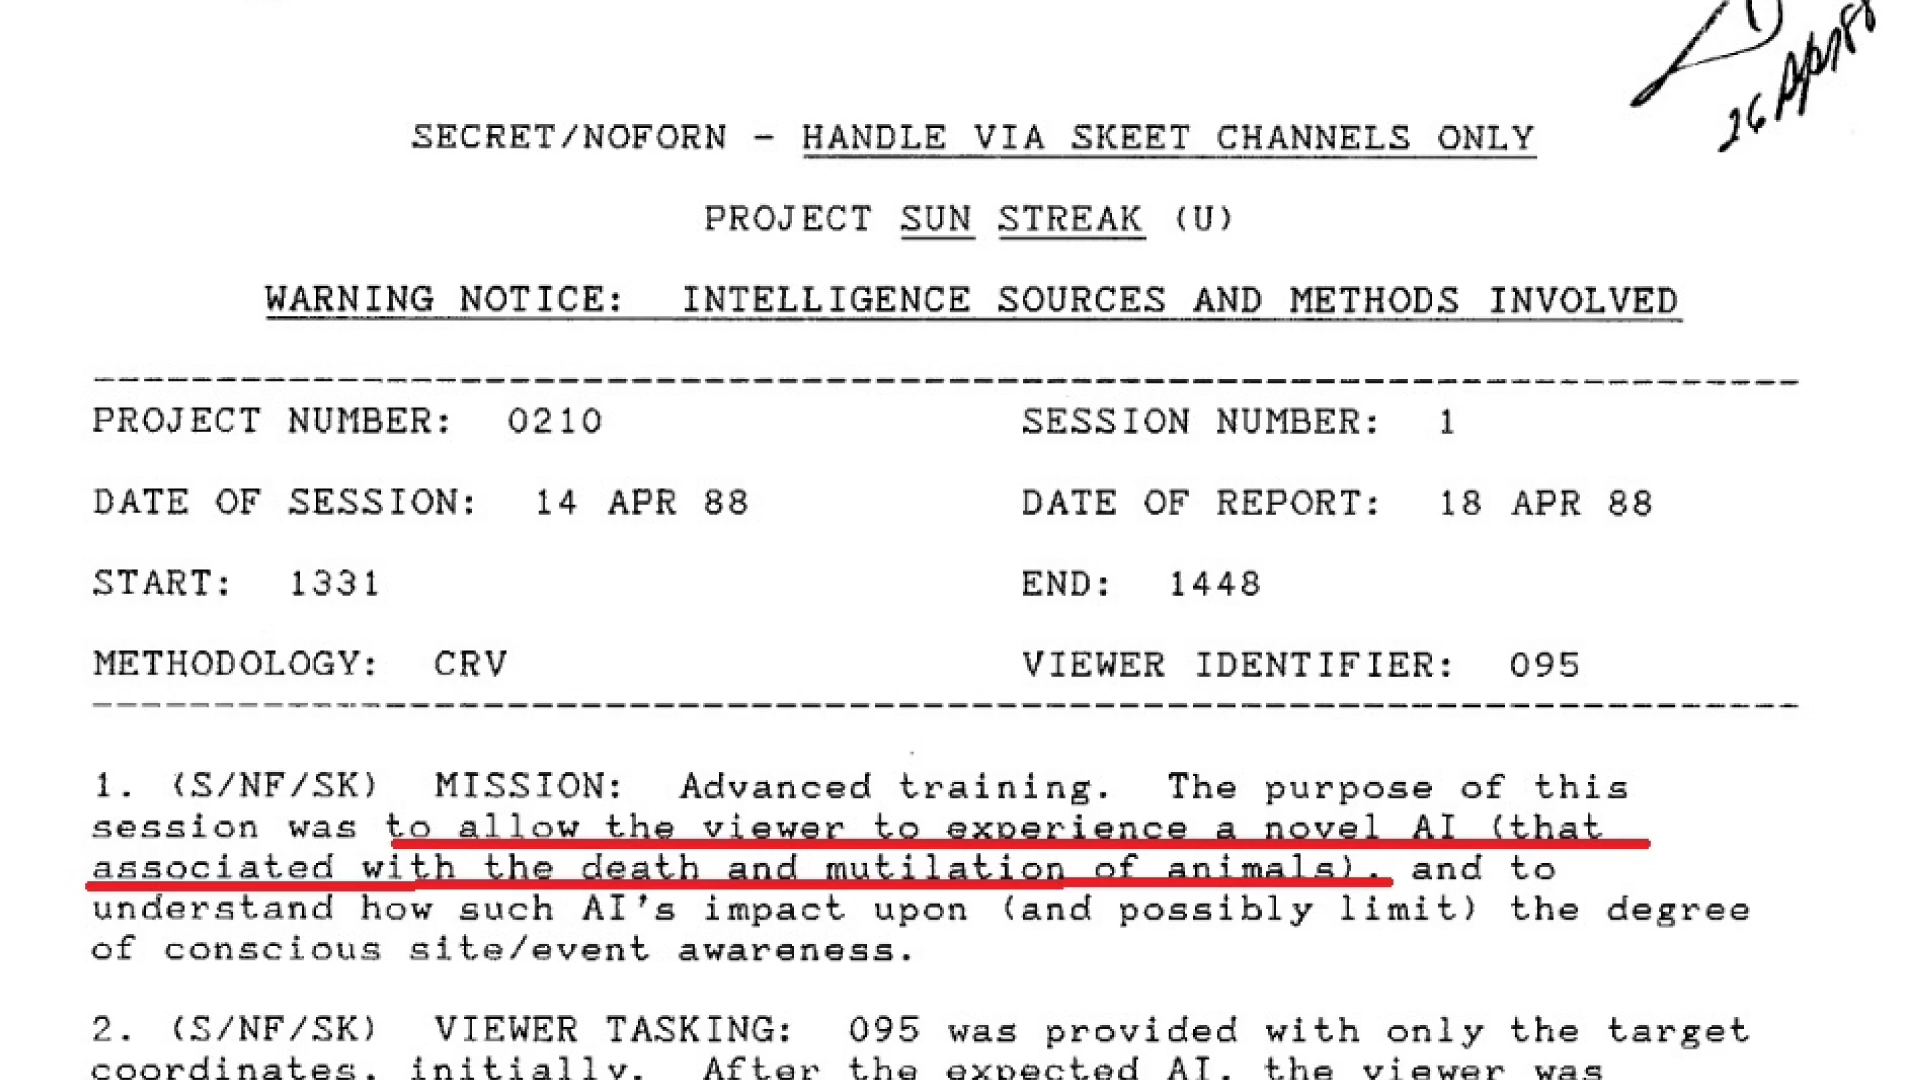 26 Apr 88
SECRET/NOFORN - HANDLE VIA SKEET CHANNELS ONLY
PROJECT SUN STREAK (U)
WARNING NOTICE: INTELLIGENCE SOURCES AND METHODS INVOLVED
PROJECT NUMBER: 0210 SESSION NUMBER: 1
DATE OF SESSION: 14 APR 88 DATE OF REPORT: 18 APR 88
START: 1331 END: 1448
METHODOLOGY: CRV VIEWER IDENTIFIER: 095
1. (S/NF/SK) MISSION: Advanced training. The purpose of this
session was to allow the viewer to experience a novel AI (that
associated with the death and mutilation of animals), and to
understand how such AI's impact upon (and possibly limit) the degree
of conscious site/event awareness.
2. (S/NF/SK) VIEWER TASKING: 095 was provided with only the target
coordinates, initially. After the expected AI, the viewer was